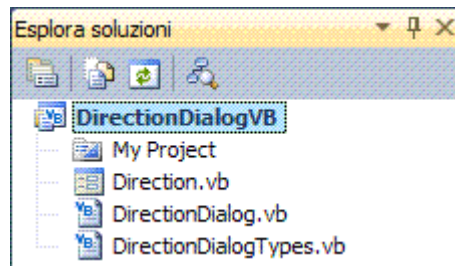 Esplora soluzioni
DirectionDialogVB
My Project
Direction.vb
DirectionDialog.vb
DirectionDialogTypes.vb